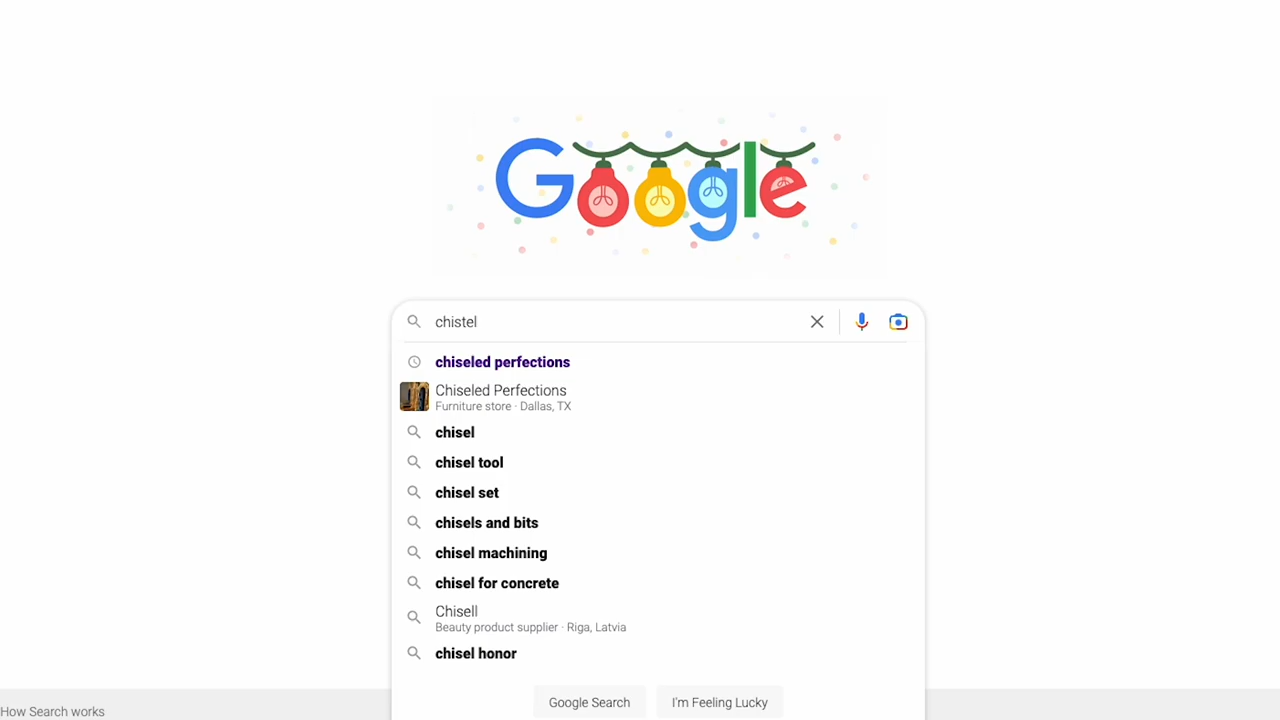 Google
chistel
chiseled perfections
Chiseled Perfections
Furniture store · Dallas, TX
chisel
chisel tool
chisel set
chisels and bits
chisel machining
chisel for concrete
Chisell
Beauty product supplier · Riga, Latvia
chisel honor
Google Search
I'm Feeling Lucky
How Search works